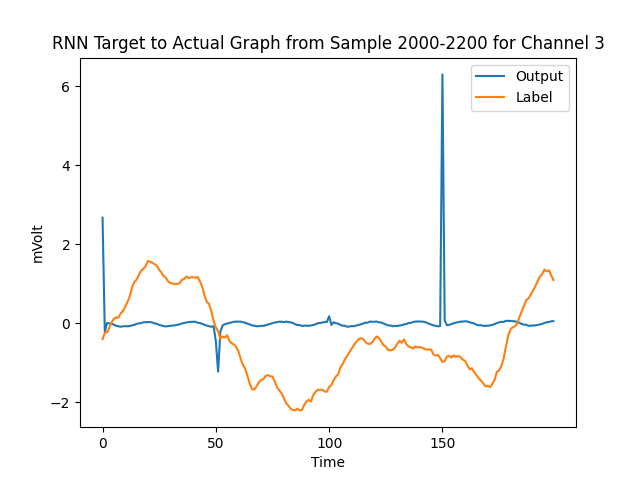 RNN Target to Actual Graph from Sample 2000-2200 for Channel 3
Output
Label
6
4
2
0
−2
mVolt
0
50
100
150
Time